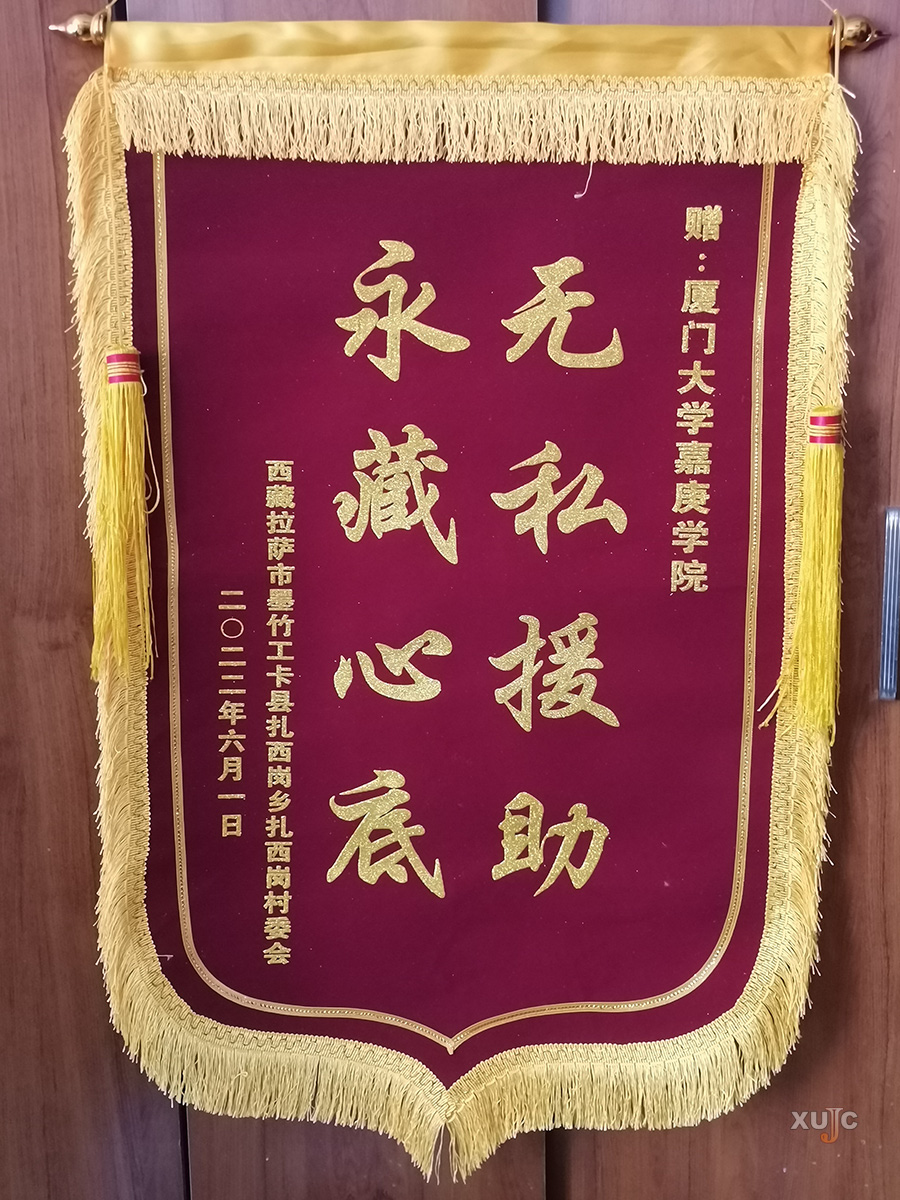 赠：厦门大学嘉庚学院
无私援助
永藏心底
西藏拉萨市墨竹工卡县扎西岗乡扎西岗村委会
二〇二二年六月一日
XUJC